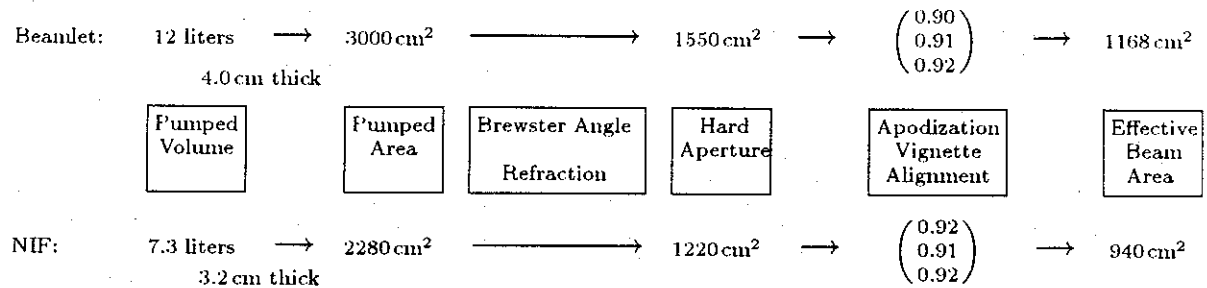 0.90
Beamlet: 12 liters → 3000 cm² → 1550 cm² → 0.91 → 1168 cm²
0.92
4.0 cm thick
Pumped Volume
Pumped Area
Brewster Angle Refraction
Hard Aperture
Apodization Vignette Alignment
Effective Beam Area
0.92
NIF: 7.3 liters → 2280 cm² → 1220 cm² → 0.91 → 940 cm²
0.92
3.2 cm thick